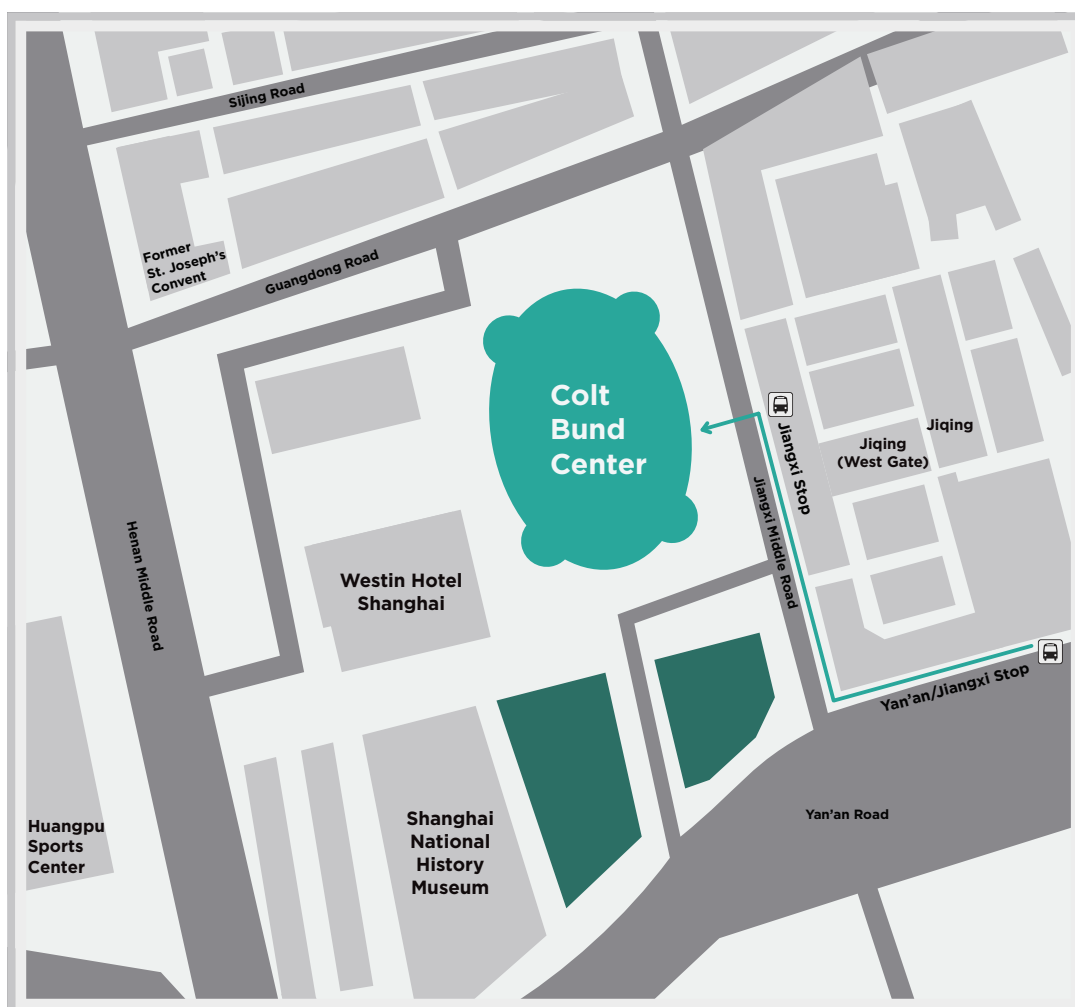 Sijing Road
Former
St. Joseph's
Convent
Guangdong Road
Colt
Bund
Center
Jiangxi Stop
Jiqing
Jiqing
(West Gate)
Jiangxi Middle Road
Henan Middle Road
Westin Hotel
Shanghai
Yan'an/Jiangxi Stop
Yan'an Road
Huangpu
Sports
Center
Shanghai
National
History
Museum